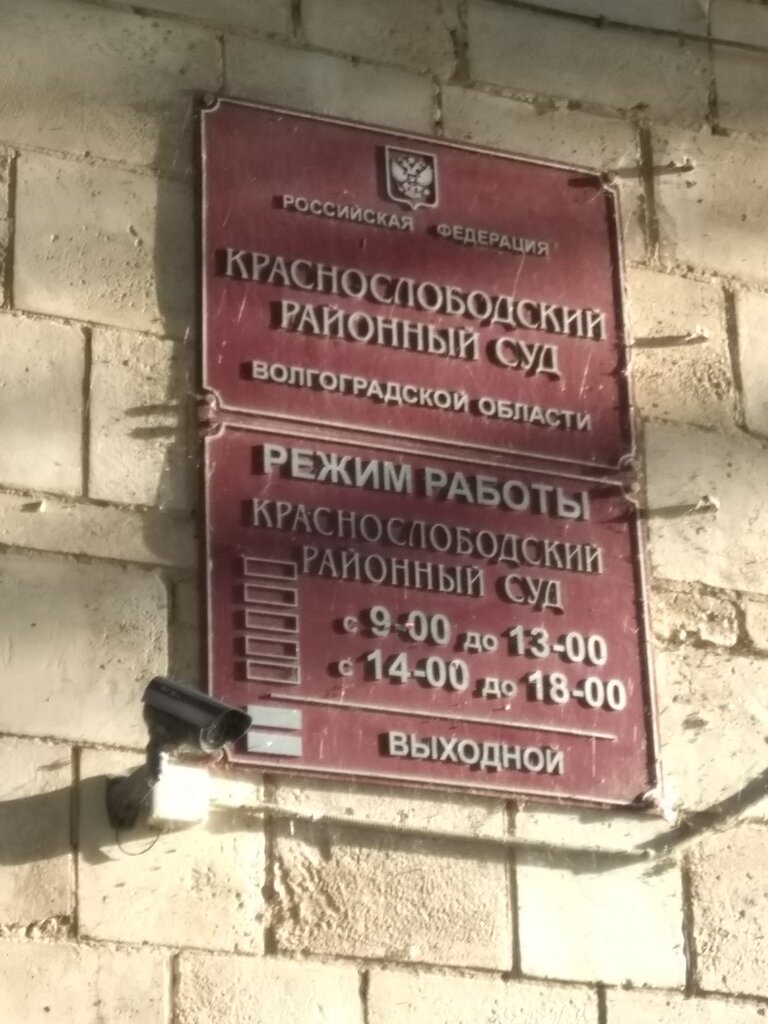 РОССИЙСКАЯ ФЕДЕРАЦИЯ
КРАСНОСЛОБОДСКИЙ
РАЙОННЫЙ СУД
ВОЛГОГРАДСКОЙ ОБЛАСТИ
РЕЖИМ РАБОТЫ
КРАСНОСЛОБОДСКИЙ
РАЙОННЫЙ СУД
с 9-00 до 13-00
с 14-00 до 18-00
ВЫХОДНОЙ